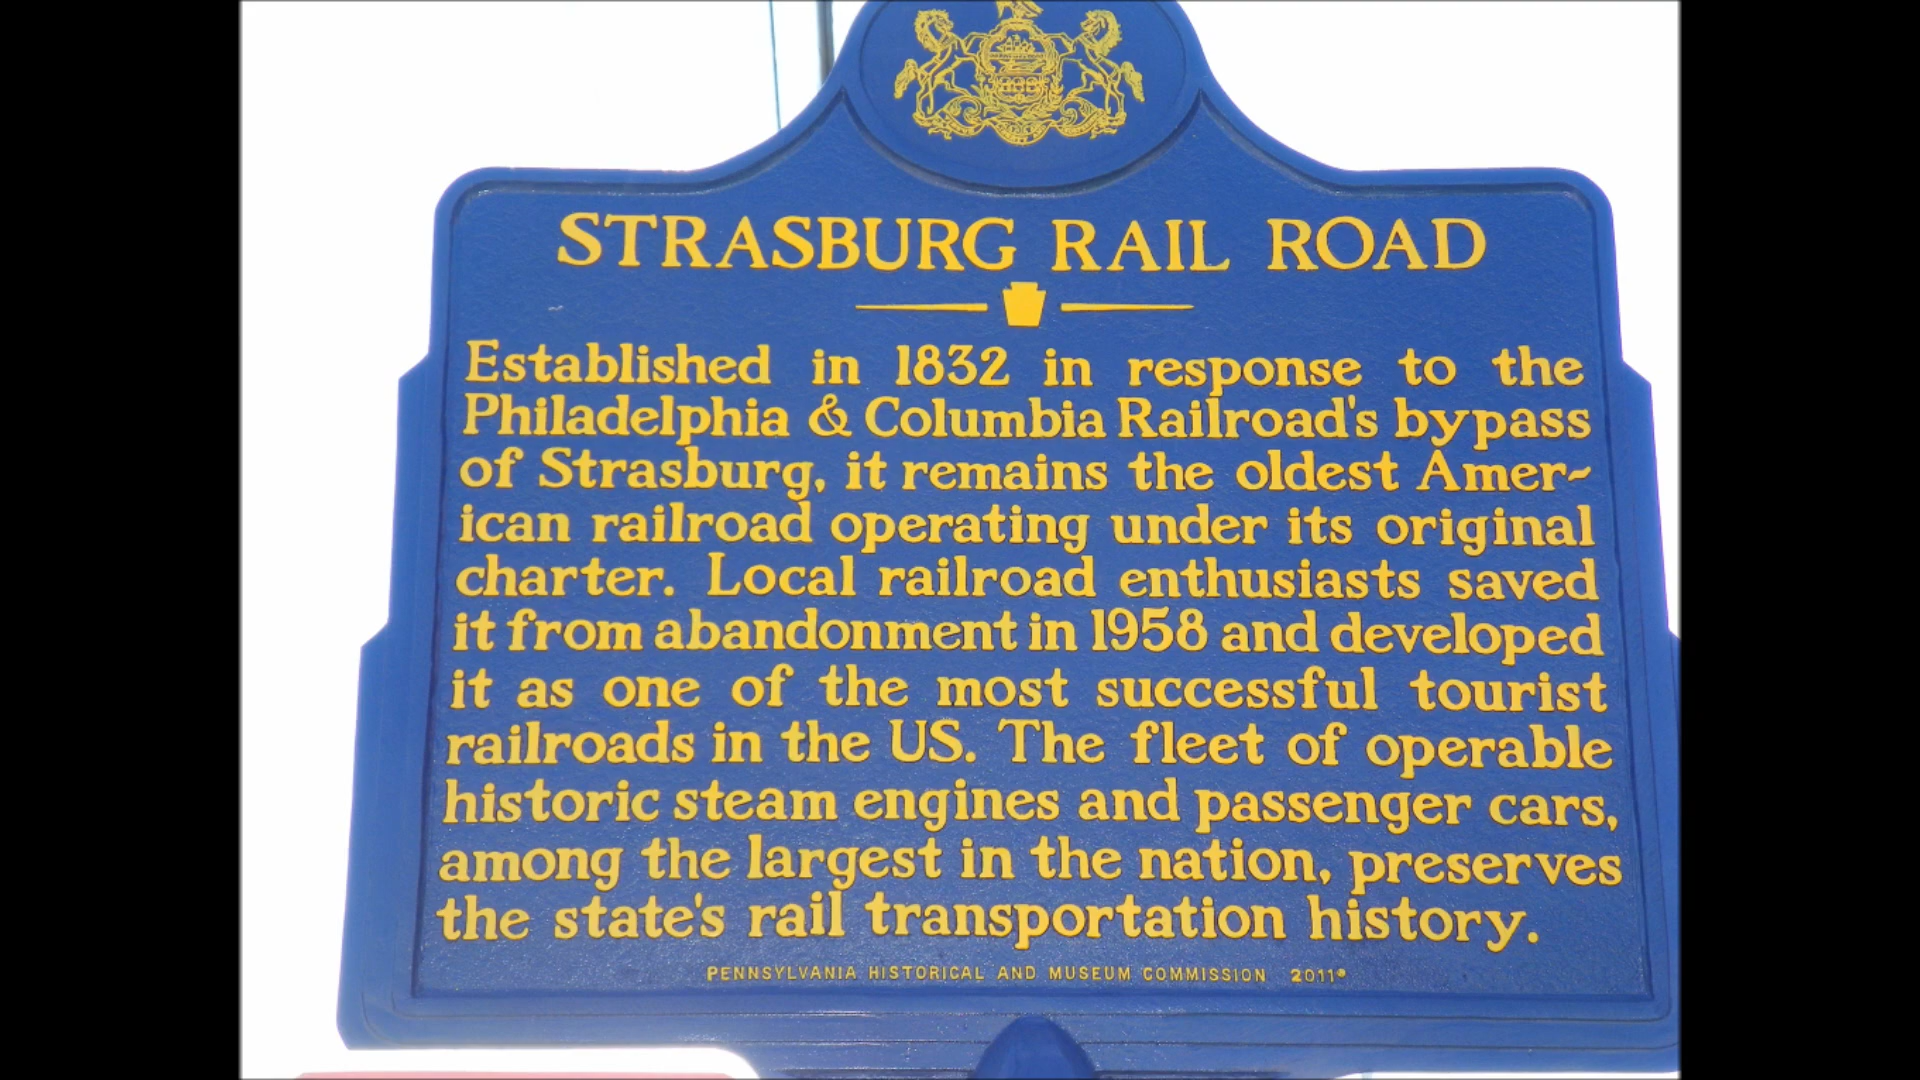 STRASBURG RAIL ROAD
Established in 1832 in response to the
Philadelphia & Columbia Railroad's bypass
of Strasburg, it remains the oldest Amer-
ican railroad operating under its original
charter. Local railroad enthusiasts saved
it from abandonment in 1958 and developed
it as one of the most successful tourist
railroads in the US. The fleet of operable
historic steam engines and passenger cars,
among the largest in the nation, preserves
the state's rail transportation history.
PENNSYLVANIA HISTORICAL AND MUSEUM COMMISSION 2011